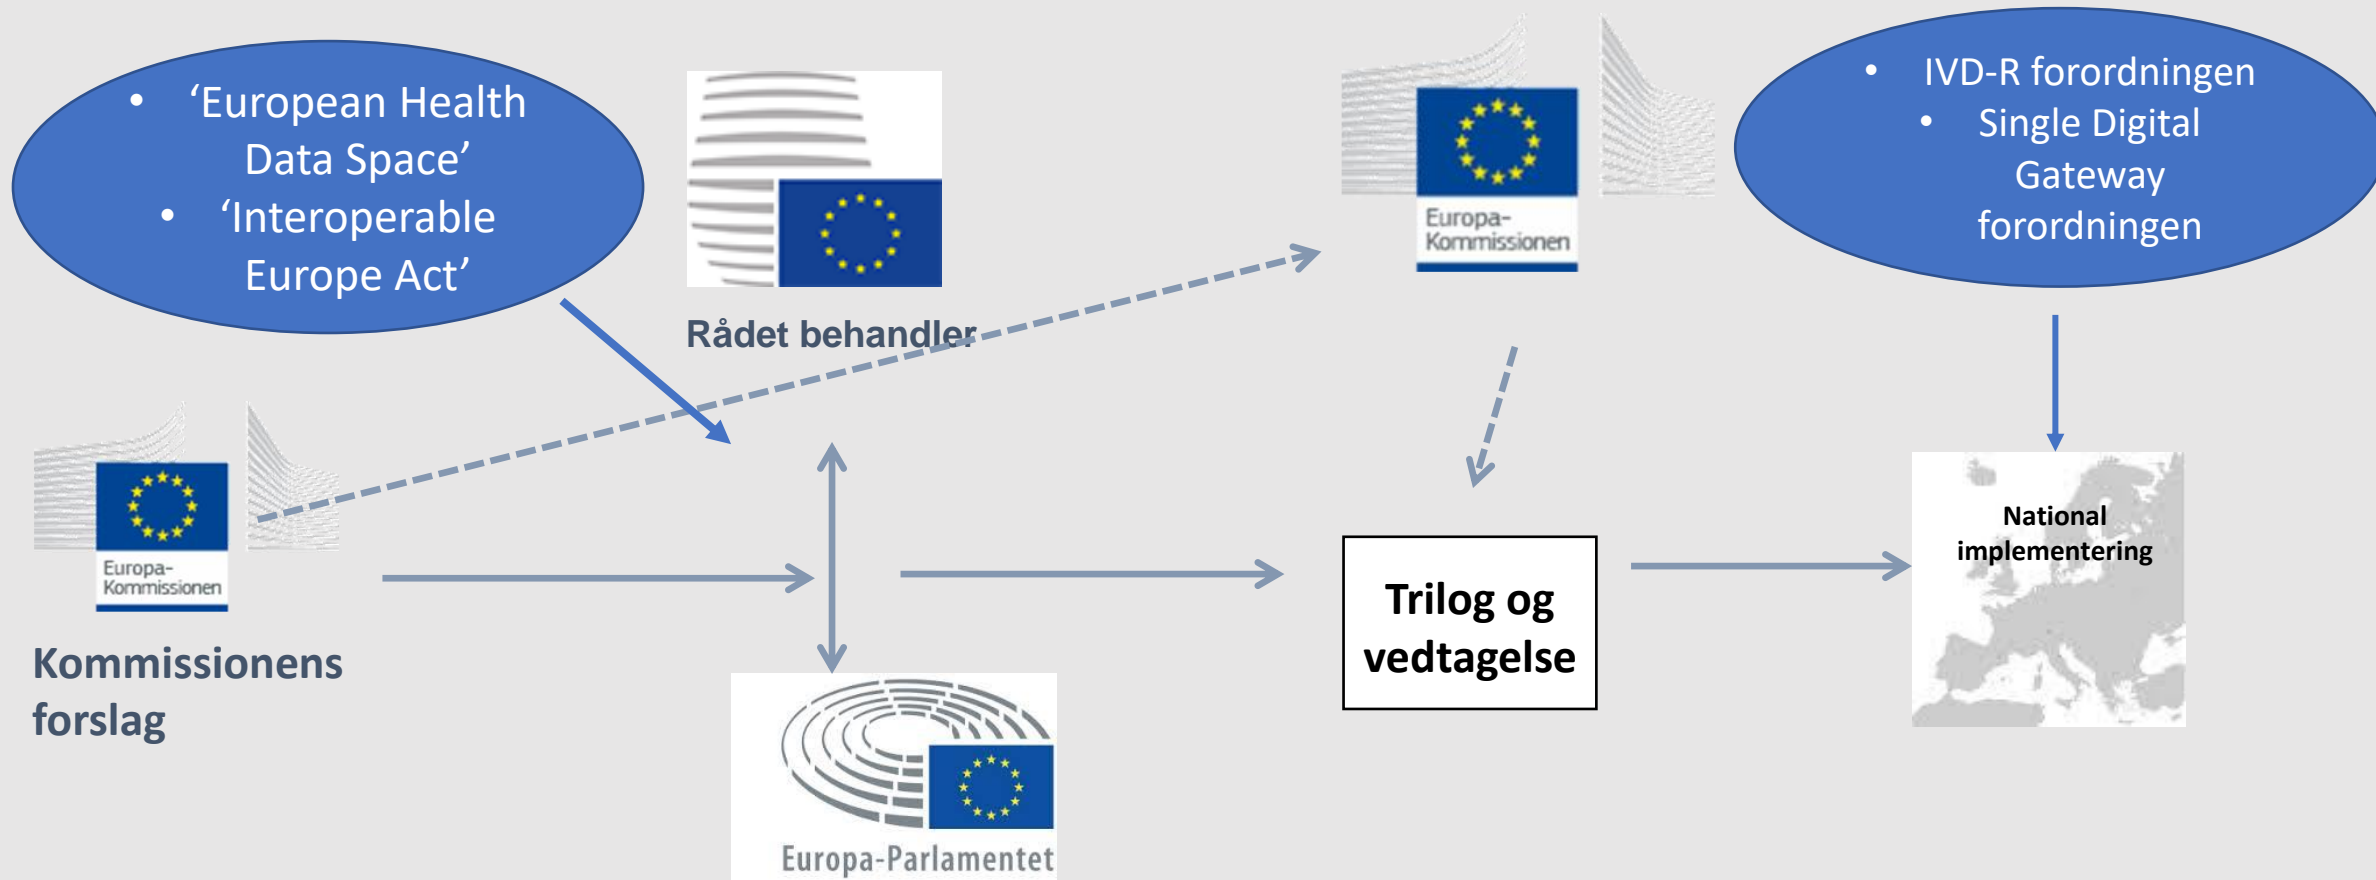 • ‘European Health
Data Space’
• ‘Interoperable
Europe Act’
Rådet behandler
Europa-
Kommissionen
• IVD-R forordningen
• Single Digital
Gateway
forordningen
Europa-
Kommissionen
Kommissionens
forslag
Europa-Parlamentet
Trilog og
vedtagelse
National
implementering